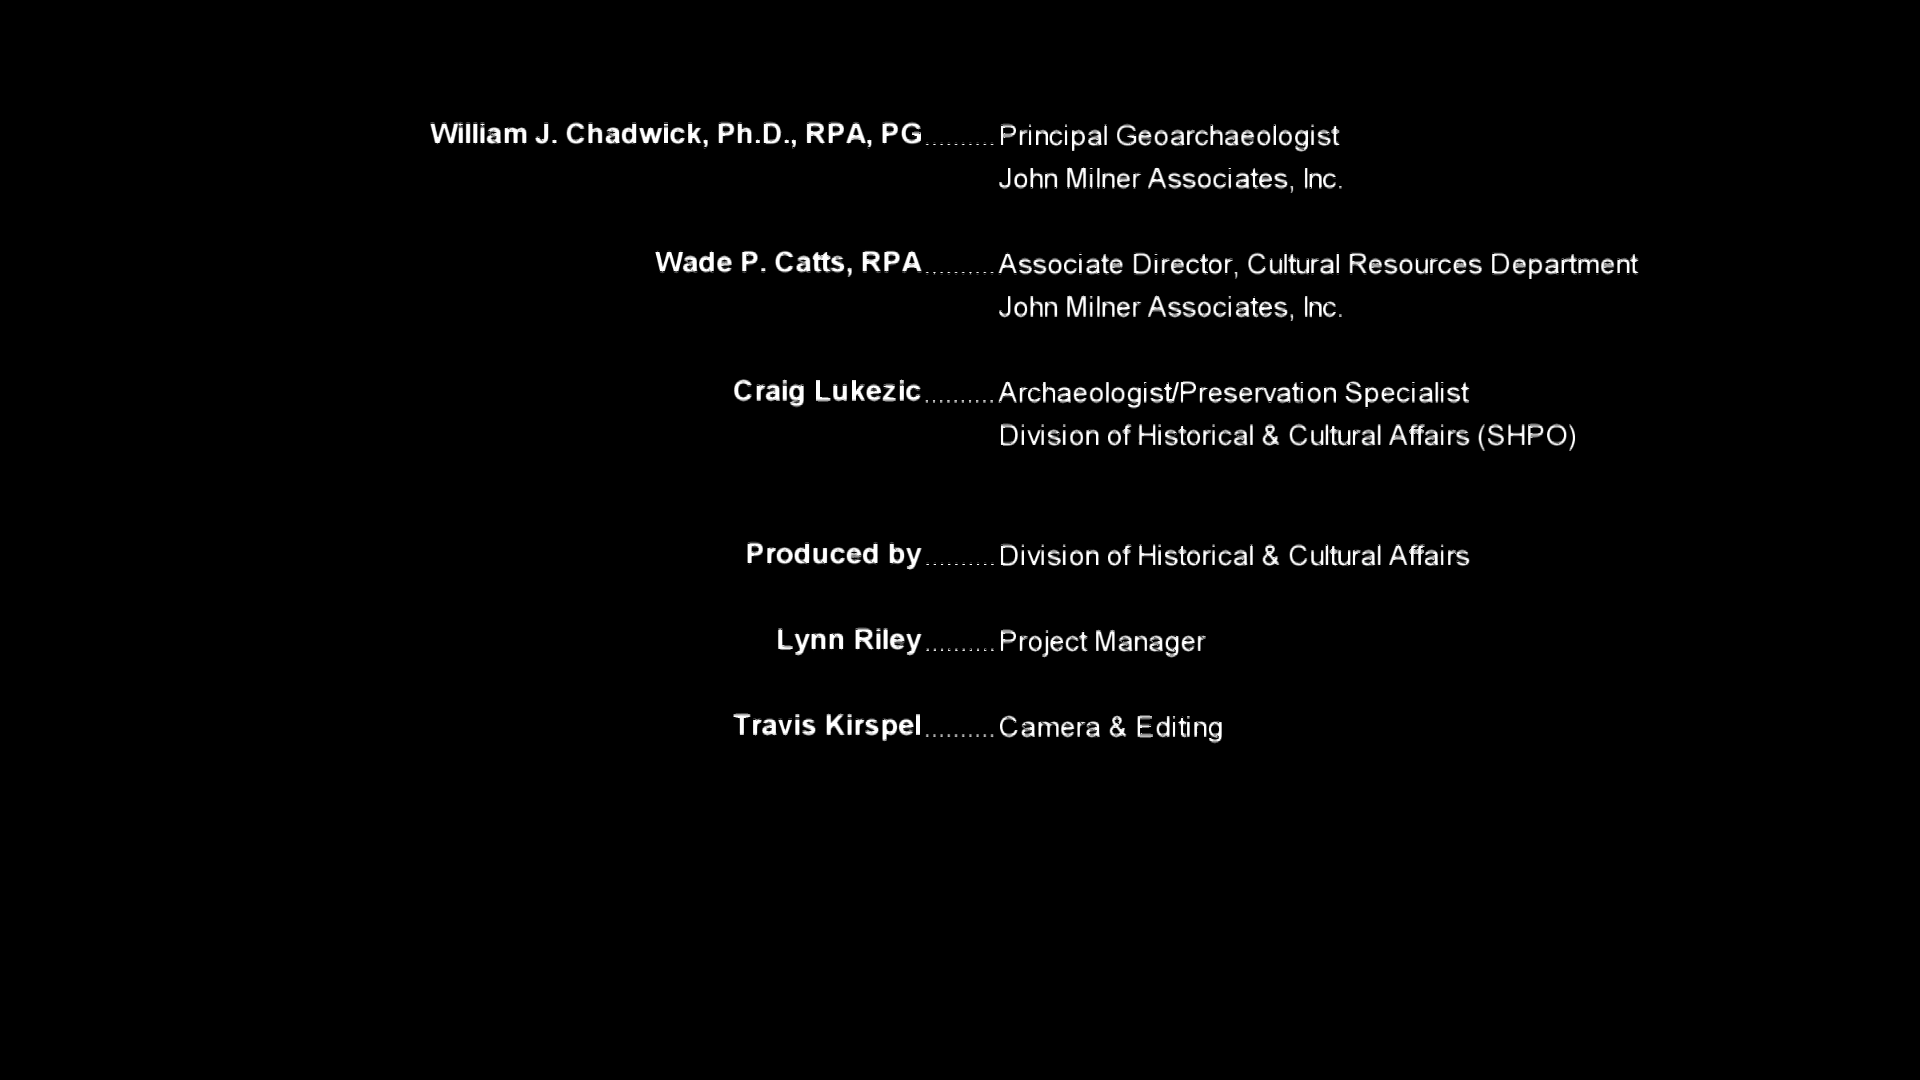 William J. Chadwick, Ph.D., RPA, PG..........Principal Geoarchaeologist
John Milner Associates, Inc.
Wade P. Catts, RPA..........Associate Director, Cultural Resources Department
John Milner Associates, Inc.
Craig Lukezic..........Archaeologist/Preservation Specialist
Division of Historical & Cultural Affairs (SHPO)
Produced by..........Division of Historical & Cultural Affairs
Lynn Riley..........Project Manager
Travis Kirspel..........Camera & Editing